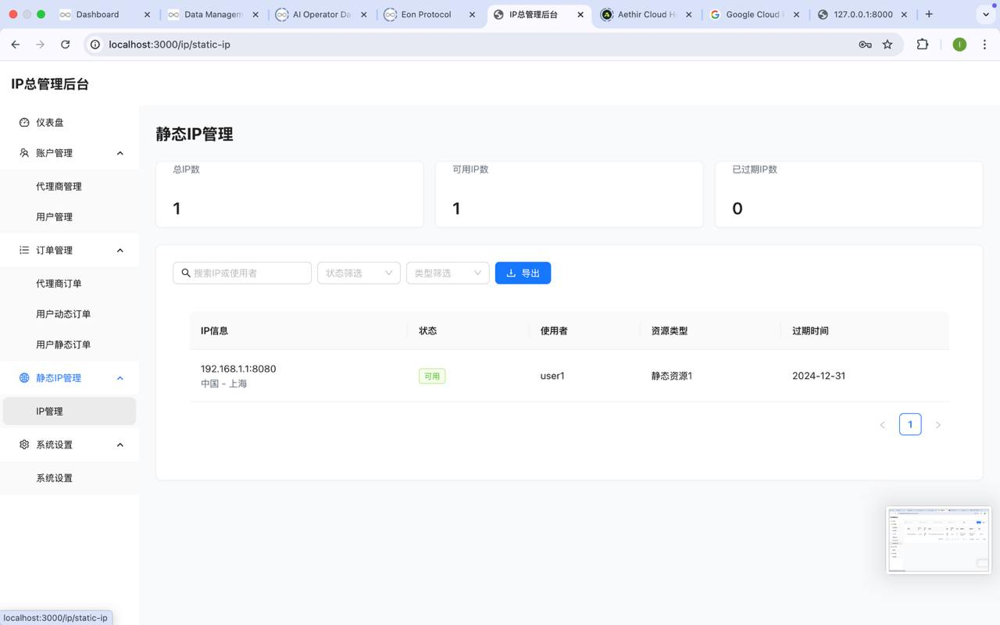 Dashboard
Data Managem
AI Operator Da
Eon Protocol
IP总管理后台
Aethir Cloud H
Google Cloud
127.0.0.1:8000
localhost:3000/ip/static-ip
I
IP总管理后台
仪表盘
账户管理
代理商管理
用户管理
订单管理
代理商订单
用户动态订单
用户静态订单
静态IP管理
IP管理
系统设置
系统设置
静态IP管理
总IP数
1
可用IP数
1
已过期IP数
0
搜索IP或使用者
状态筛选
类型筛选
导出
IP信息 状态 使用者 资源类型 过期时间
192.168.1.1:8080 可用 user1 静态资源1 2024-12-31
中国 - 上海
1
localhost:3000/ip/static-ip